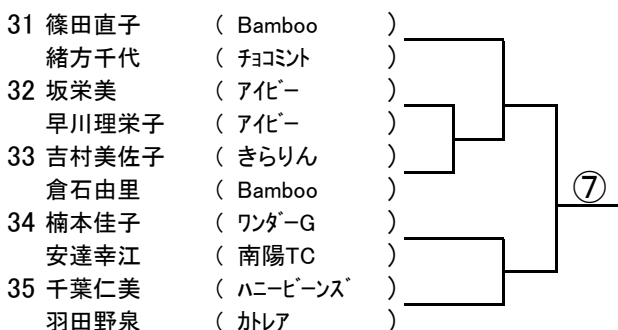 31 篠田直子 ( Bamboo )
緒方千代 ( ﾁｮｺﾐﾝﾄ )
32 坂栄美 ( ｱｲﾋﾞｰ )
早川理栄子 ( ｱｲﾋﾞｰ )
33 吉村美佐子 ( きらりん )
倉石由里 ( Bamboo )
⑦
34 楠本佳子 ( ﾜﾝﾀﾞｰG )
安達幸江 ( 南陽TC )
35 千葉仁美 ( ﾊﾆｰﾋﾞｰﾝｽﾞ )
羽田野泉 ( ｶﾄﾚｱ )